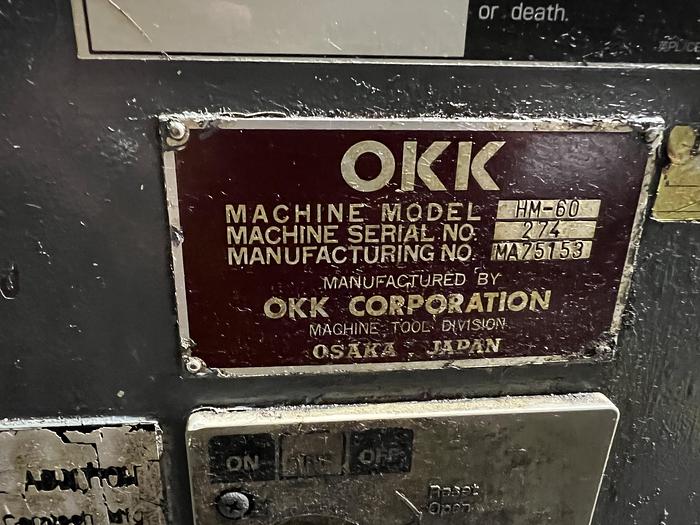 or death.
OKK
MACHINE MODEL HM-60
MACHINE SERIAL NO. 274
MANUFACTURING NO. MA75153
MANUFACTURED BY
OKK CORPORATION
MACHINE TOOL DIVISION
OSAKA JAPAN
ON OFF
Reset
Open